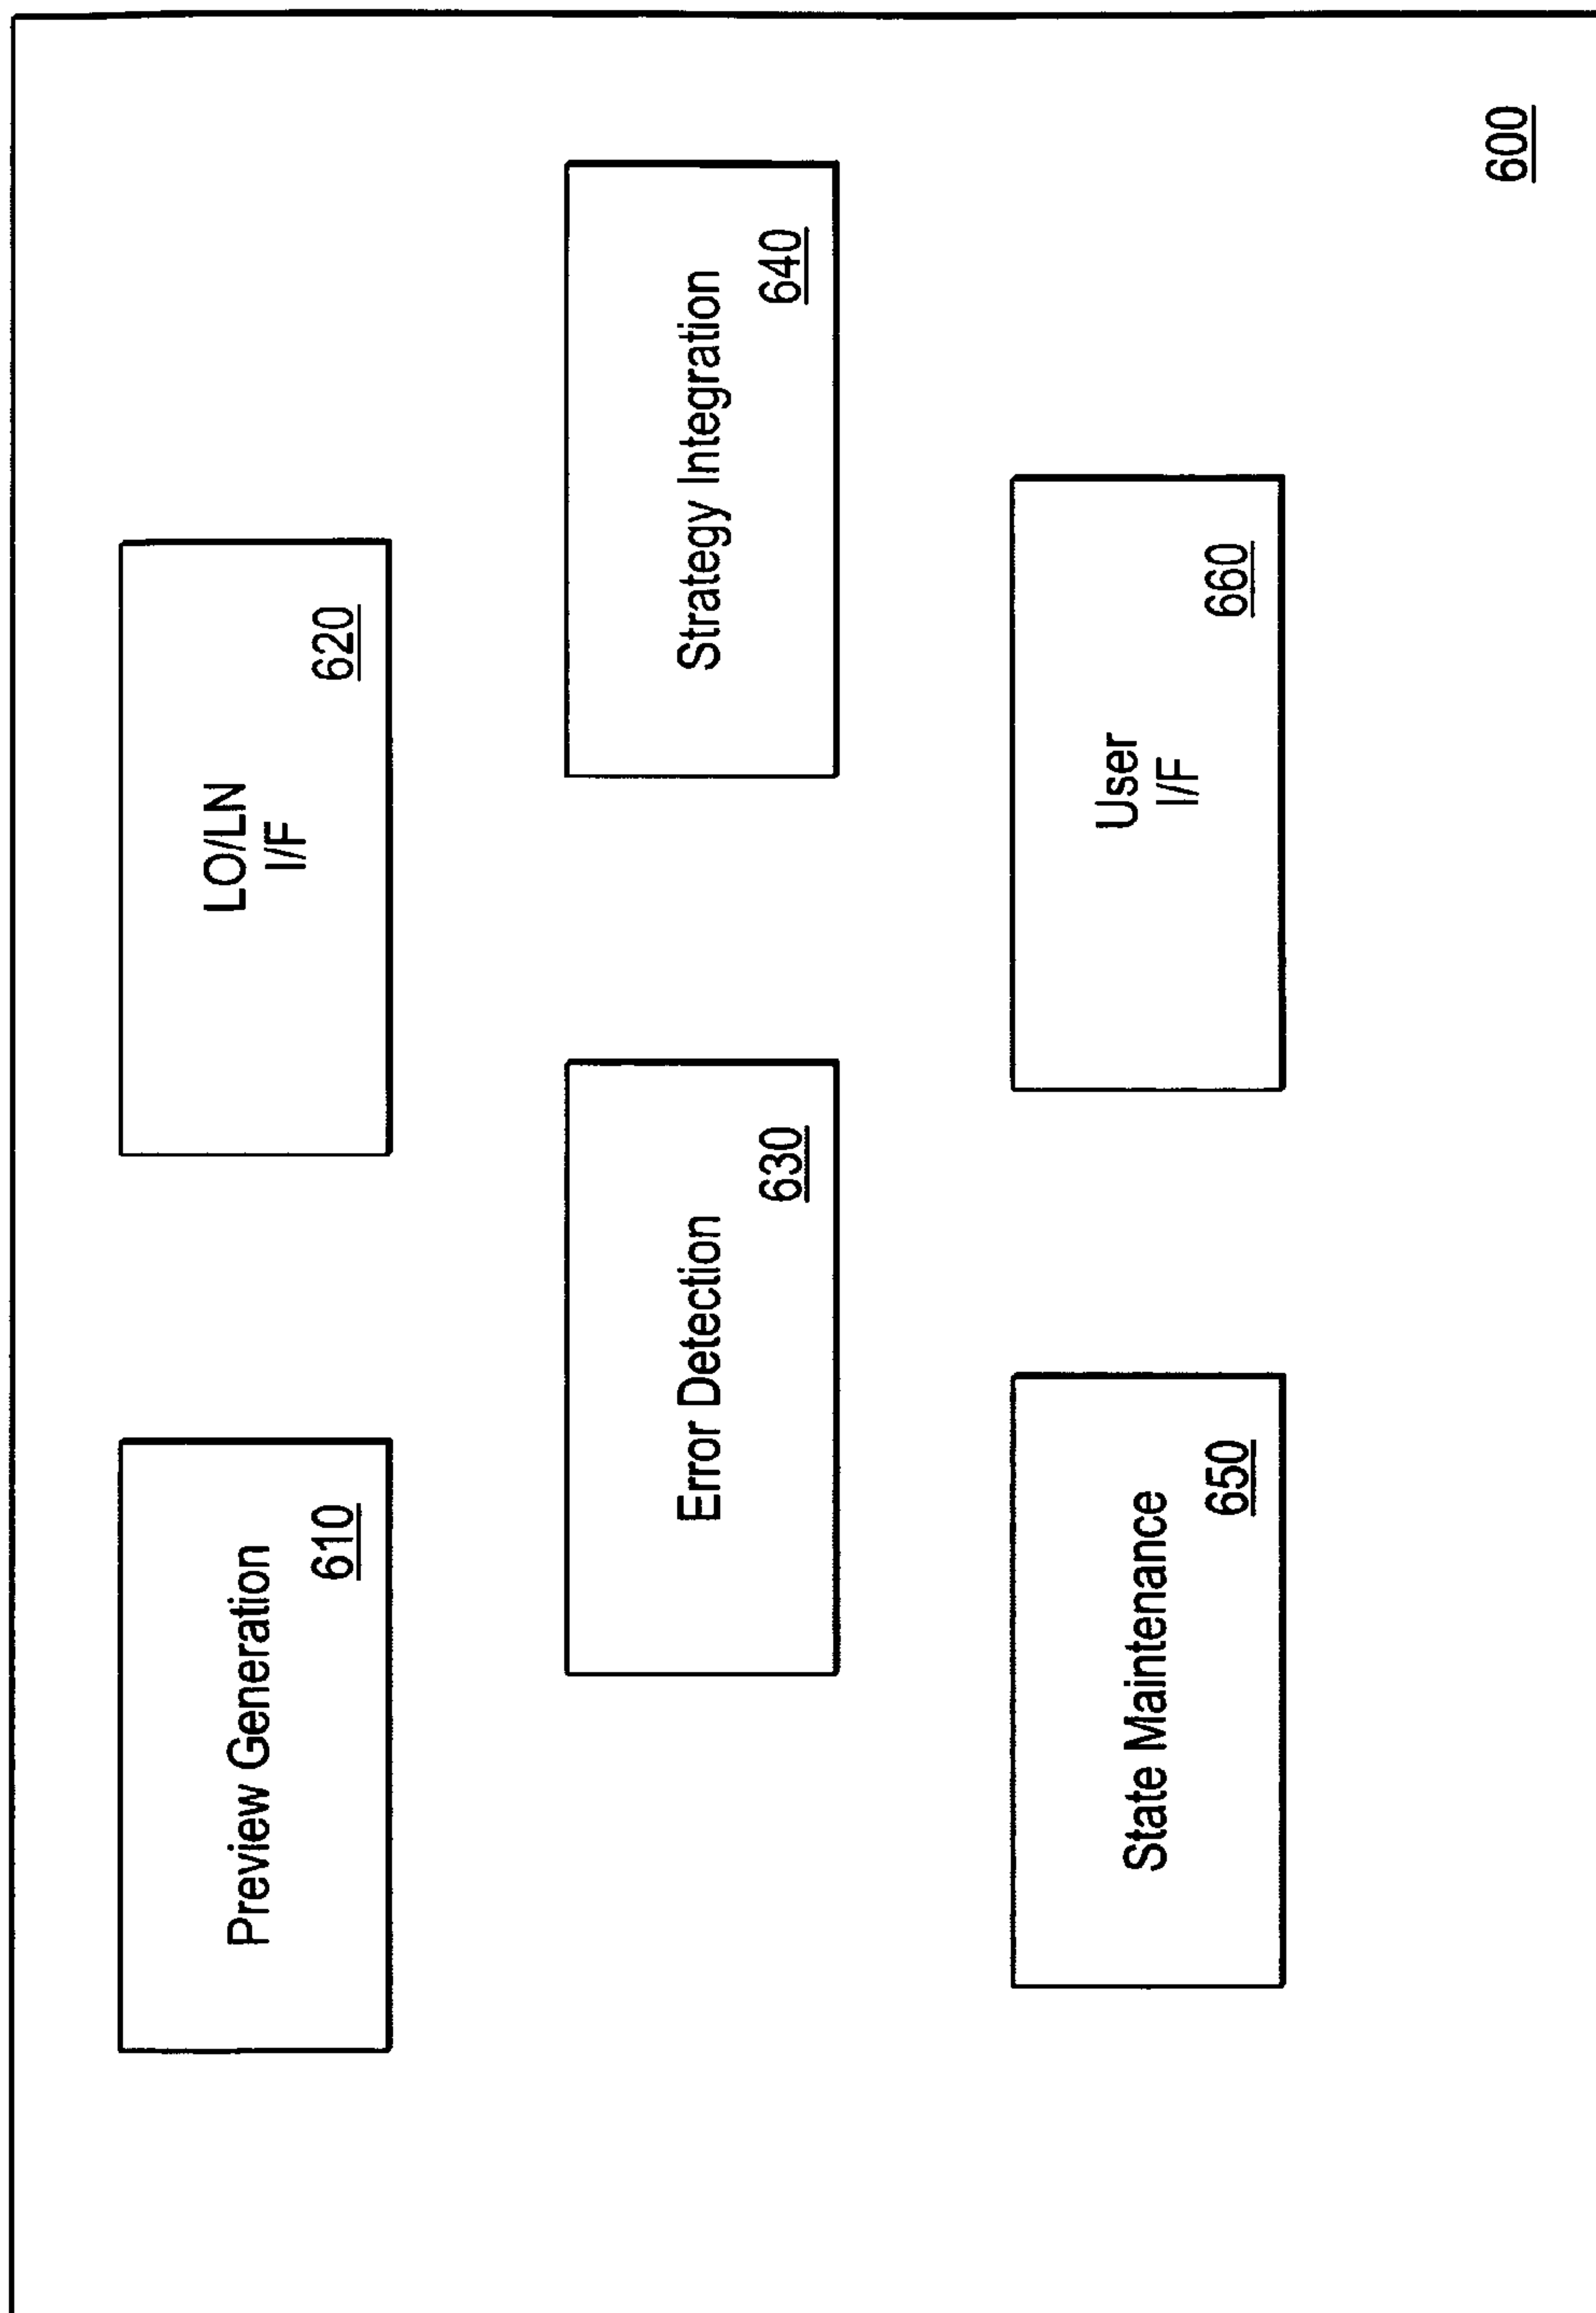 Preview Generation
610
LO/LN
I/F
620
Error Detection
630
Strategy Integration
640
State Maintenance
650
User
I/F
660
600